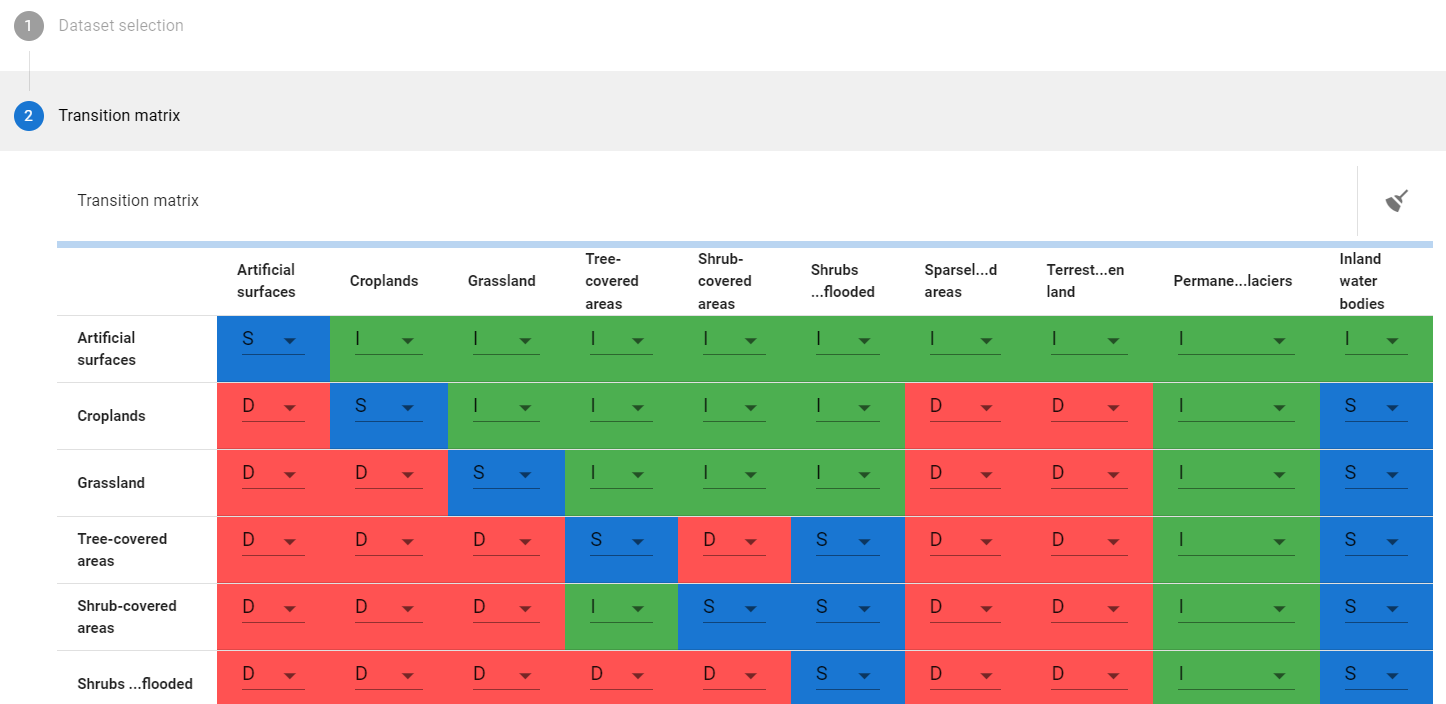 1 Dataset selection
2 Transition matrix
Transition matrix
Artificial surfaces Croplands Grassland Tree-covered areas Shrub-covered areas Shrubs ...flooded Sparsel...d areas Terrest...en land Permane...laciers Inland water bodies
Artificial surfaces S I I I I I I I I I
Croplands D S I I I I D D I S
Grassland D D S I I I D D I S
Tree-covered areas D D D S D S D D I S
Shrub-covered areas D D D I S S D D I S
Shrubs ...flooded D D D D D S D D I S